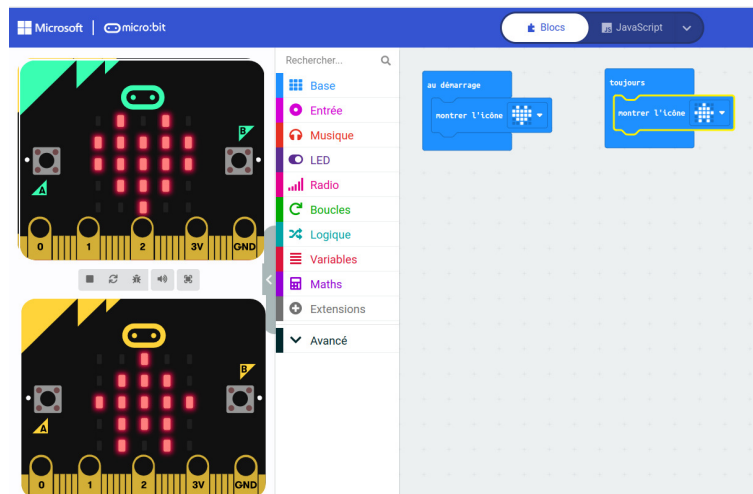 Microsoft micro:bit Blocs JavaScript
Rechercher...
Base
Entrée
Musique
LED
Radio
Boucles
Logique
Variables
Maths
Extensions
Avancé
B
A
0 1 2 3V GND
B
A
0 1 2 3V GND
au démarrage
montrer l'icône
toujours
montrer l'icône